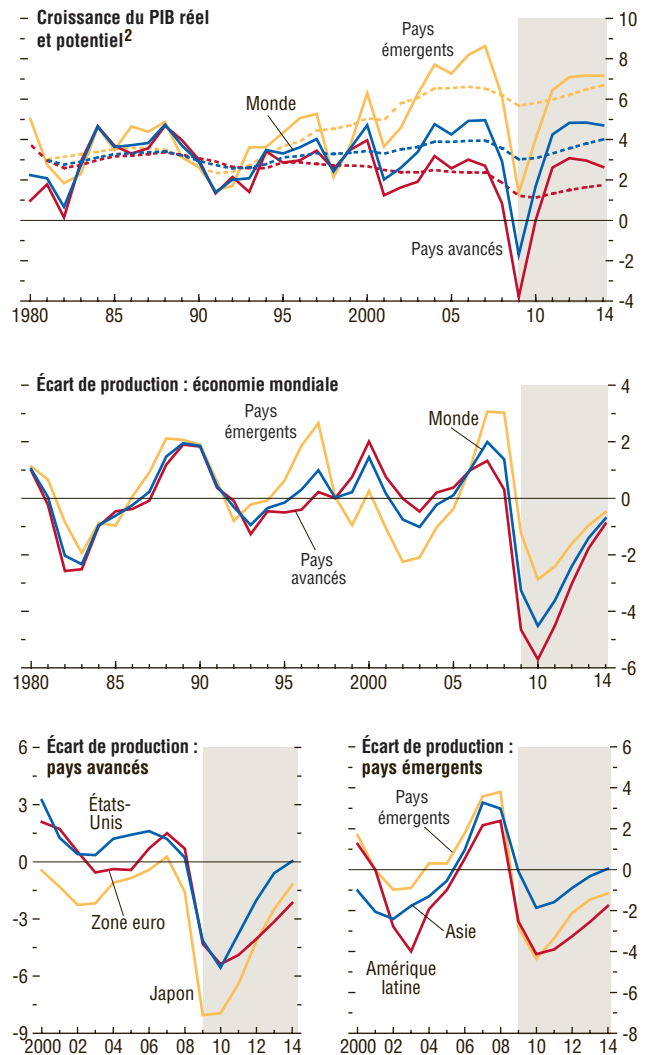 Croissance du PIB réel
et potentiel2
Pays
émergents
Monde
Pays avancés
10
8
6
4
2
0
-2
-4
1980 85 90 95 2000 05 10 14
Écart de production : économie mondiale
Pays
émergents
Monde
Pays
avancés
4
2
0
-2
-4
-6
1980 85 90 95 2000 05 10 14
Écart de production :
pays avancés
États-
Unis
Zone euro
Japon
6
3
0
-3
-6
-9
2000 02 04 06 08 10 12 14
Écart de production :
pays émergents
Pays
émergents
Asie
Amérique
latine
6
4
2
0
-2
-4
-6
-8
2000 02 04 06 08 10 12 14